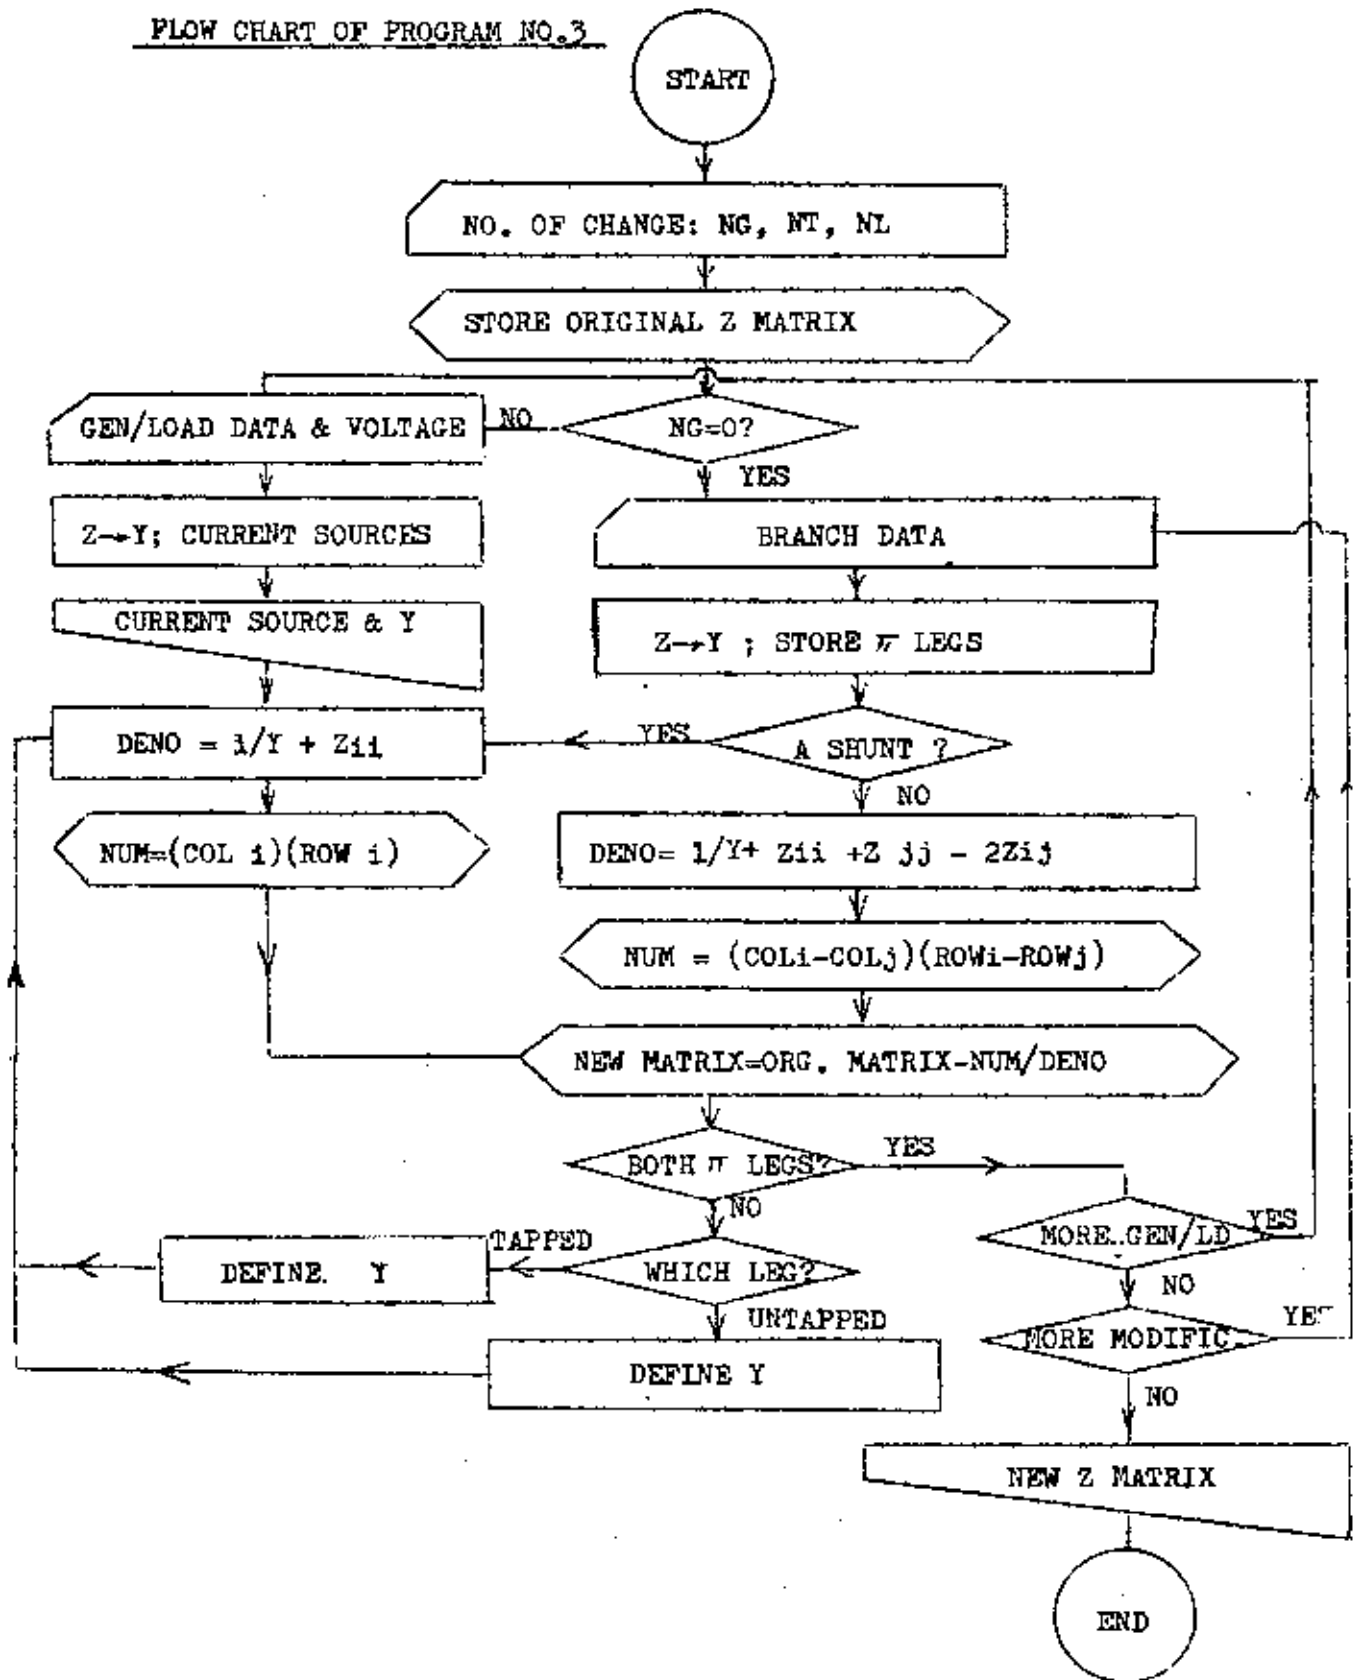 FLOW CHART OF PROGRAM NO.3
START
NO. OF CHANGE: NG, NT, NL
STORE ORIGINAL Z MATRIX
GEN/LOAD DATA & VOLTAGE
NO
NG=0?
YES
Z→Y; CURRENT SOURCES
BRANCH DATA
CURRENT SOURCE & Y
Z→Y ; STORE π LEGS
DENO = 1/Y + Zii
YES
A SHUNT ?
NO
NUM=(COL i)(ROW i)
DENO= 1/Y+ Zii +Z jj - 2Zij
NUM = (COLi-COLj)(ROWi-ROWj)
NEW MATRIX=ORG. MATRIX-NUM/DENO
BOTH π LEGS?
YES
NO
MORE..GEN/LD
YES
TAPPED
DEFINE. Y
WHICH LEG?
NO
UNTAPPED
MORE MODIFIC.
YES
DEFINE Y
NO
NEW Z MATRIX
END